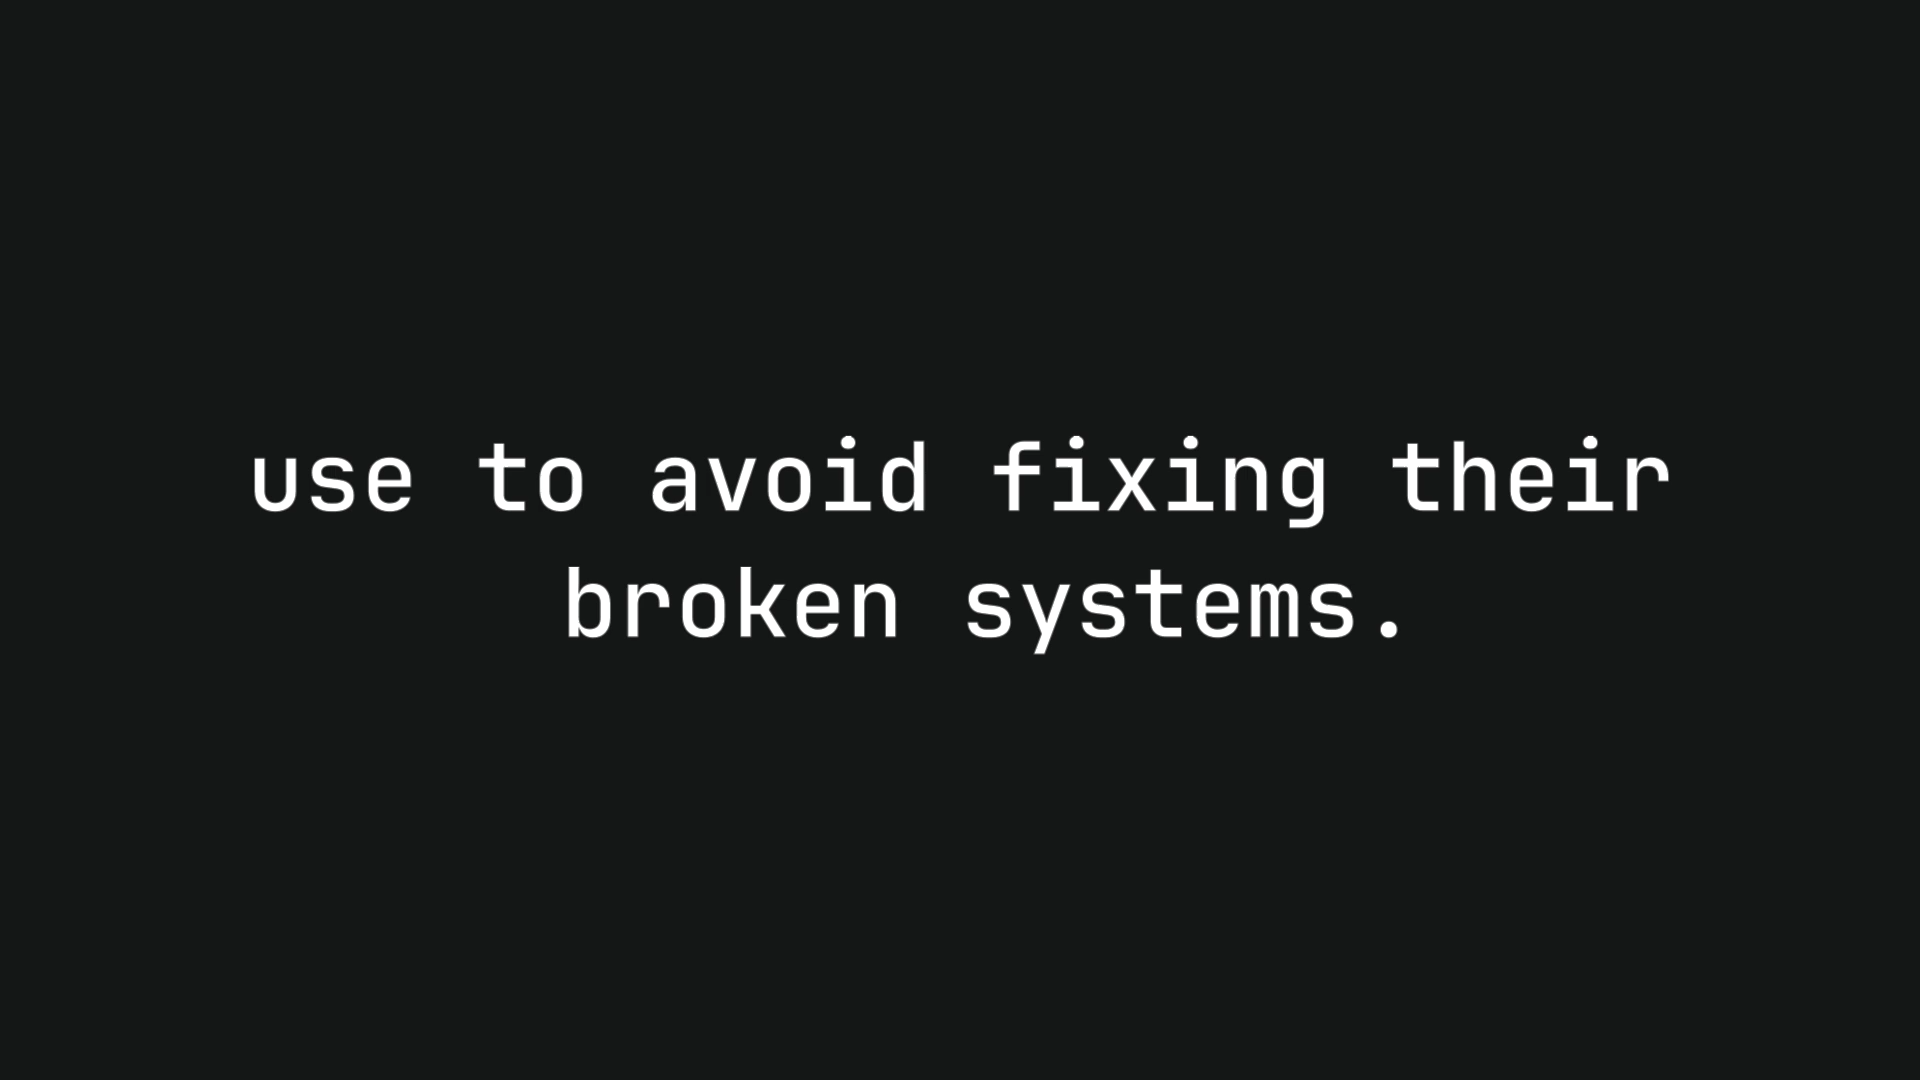 use to avoid fixing their
broken systems.